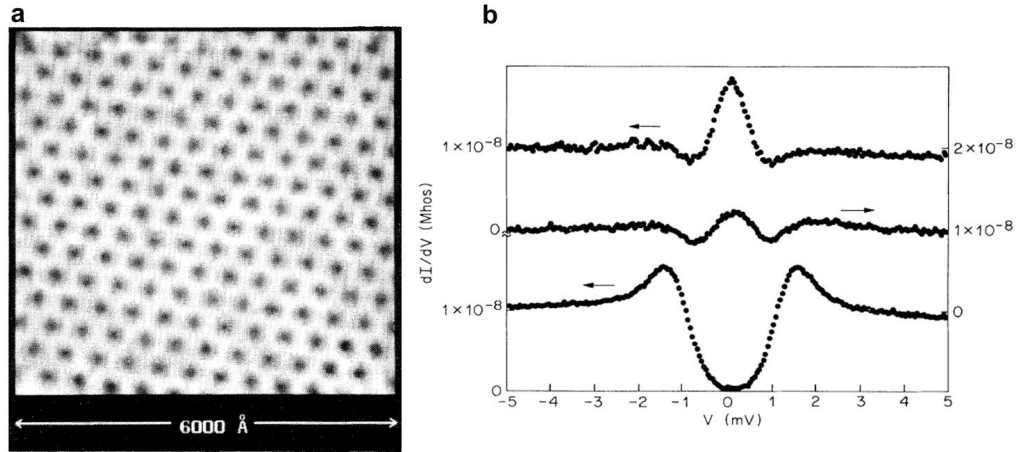 a
6000 Å
b
dI/dV (Mhos)
1×10⁻⁸
0
1×10⁻⁸
0
2×10⁻⁸
1×10⁻⁸
0
-5 -4 -3 -2 -1 0 1 2 3 4 5
V (mV)